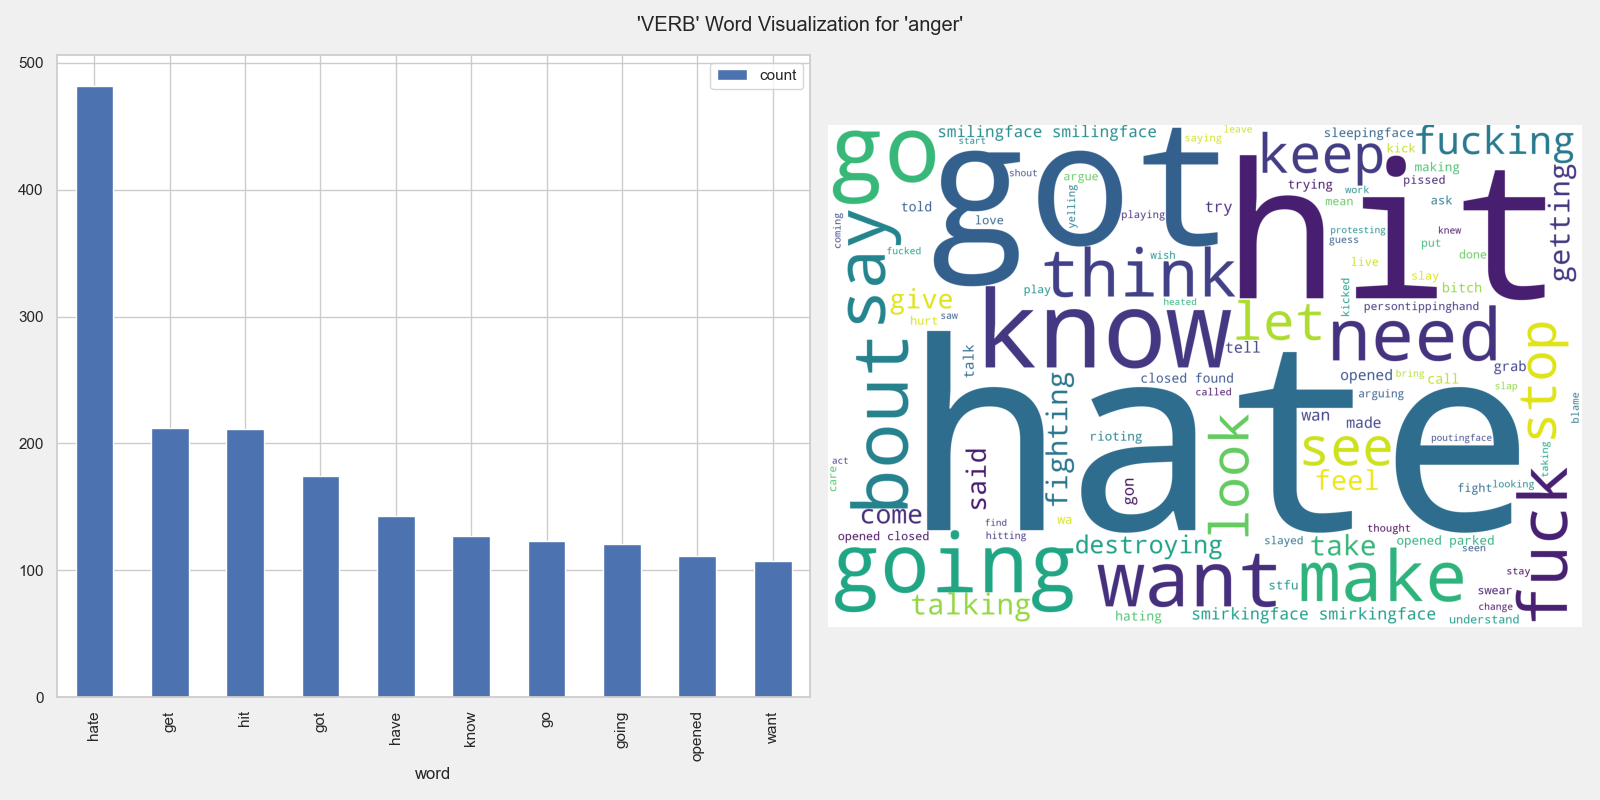 'VERB' Word Visualization for 'anger'
count
500
400
300
200
100
0
hate
get
hit
got
have
know
go
going
opened
want
word
go
smilingface smilingface
start
got
saying
leave
sleepingface
kick
fucking
keep
making
pissed
trying
work
mean
ask
hit
getting
shout
argue
yelling
told
love
playing
try
coming
say
fucked
think
wish
protesting
guess
knew
put
done
live
slay
bitch
kicked
persontippinghand
give
hurt
saw
play
heated
know
let
need
tell
stop
bout
talk
closed found
called
opened
bring
call
grab
slap
arguing
blame
hate
fighting
rioting
wan
made
poutingface
see
look
feel
said
gon
act
care
taking
fight
looking
fuck
come
wa
find
hitting
opened closed
thought
going
destroying
slayed
take
opened parked
seen
want
stfu
make
stay
swear
change
talking
hating
smirkingface smirkingface
understand